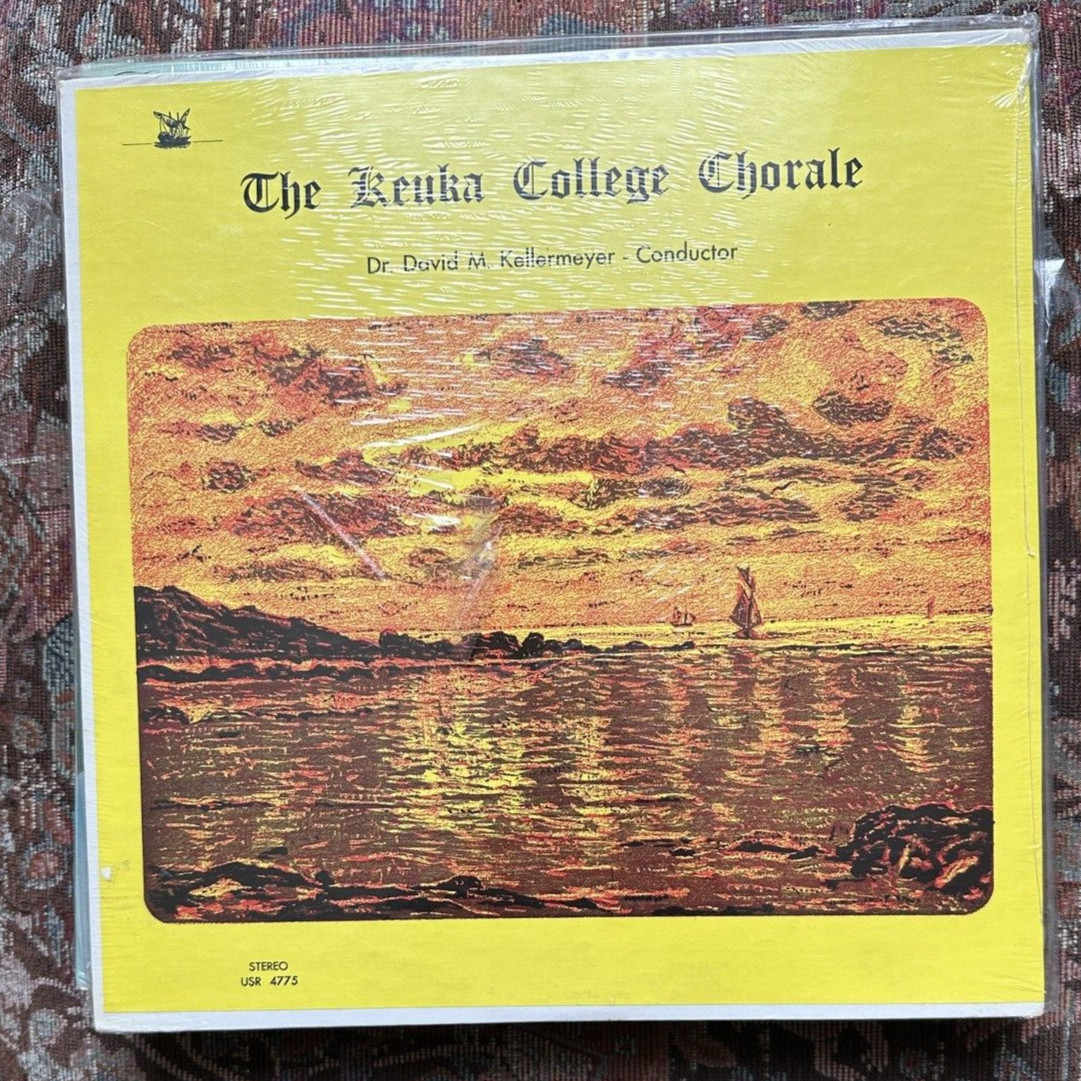 The Keuka College Chorale
Dr. David M. Kellermeyer - Conductor
STEREO
USR 4775